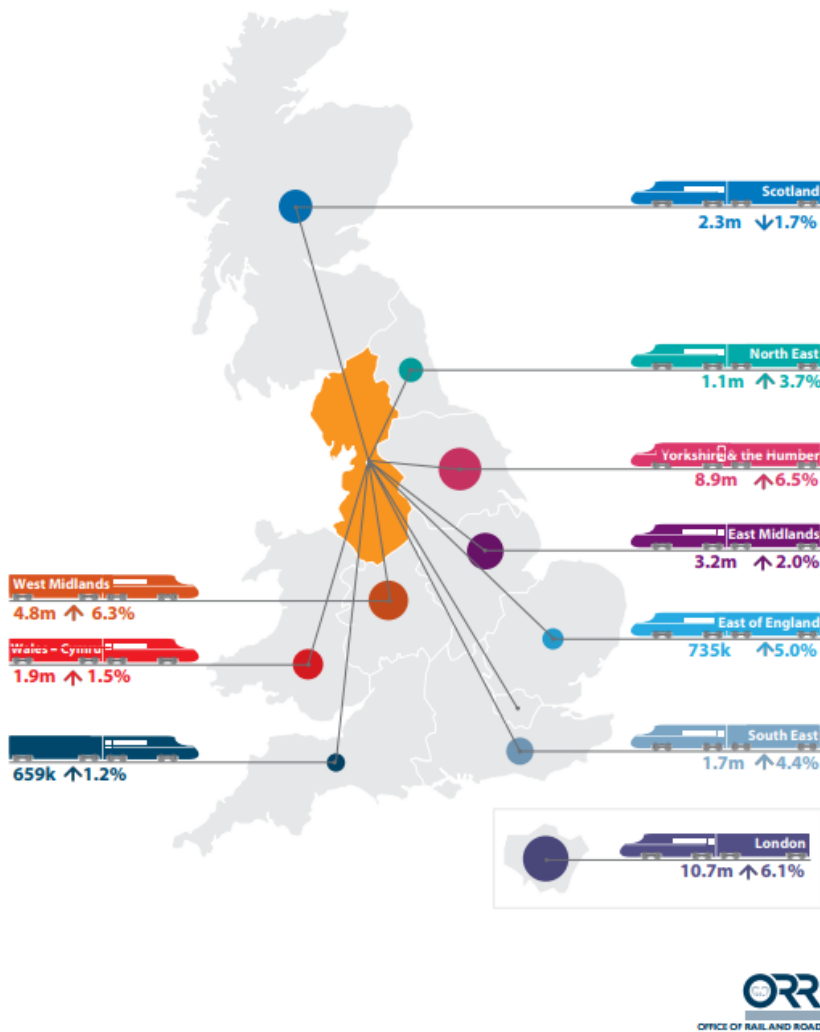 Scotland
2.3m ↓1.7%
North East
1.1m ↑ 3.7%
Yorkshire & the Humber
8.9m ↑6.5%
East Midlands
3.2m ↑ 2.0%
West Midlands
4.8m ↑ 6.3%
East of England
735k ↑5.0%
Wales – Cymru
1.9m ↑ 1.5%
South East
1.7m ↑4.4%
659k ↑1.2%
London
10.7m ↑6.1%
ORR
OFFICE OF RAIL AND ROAD